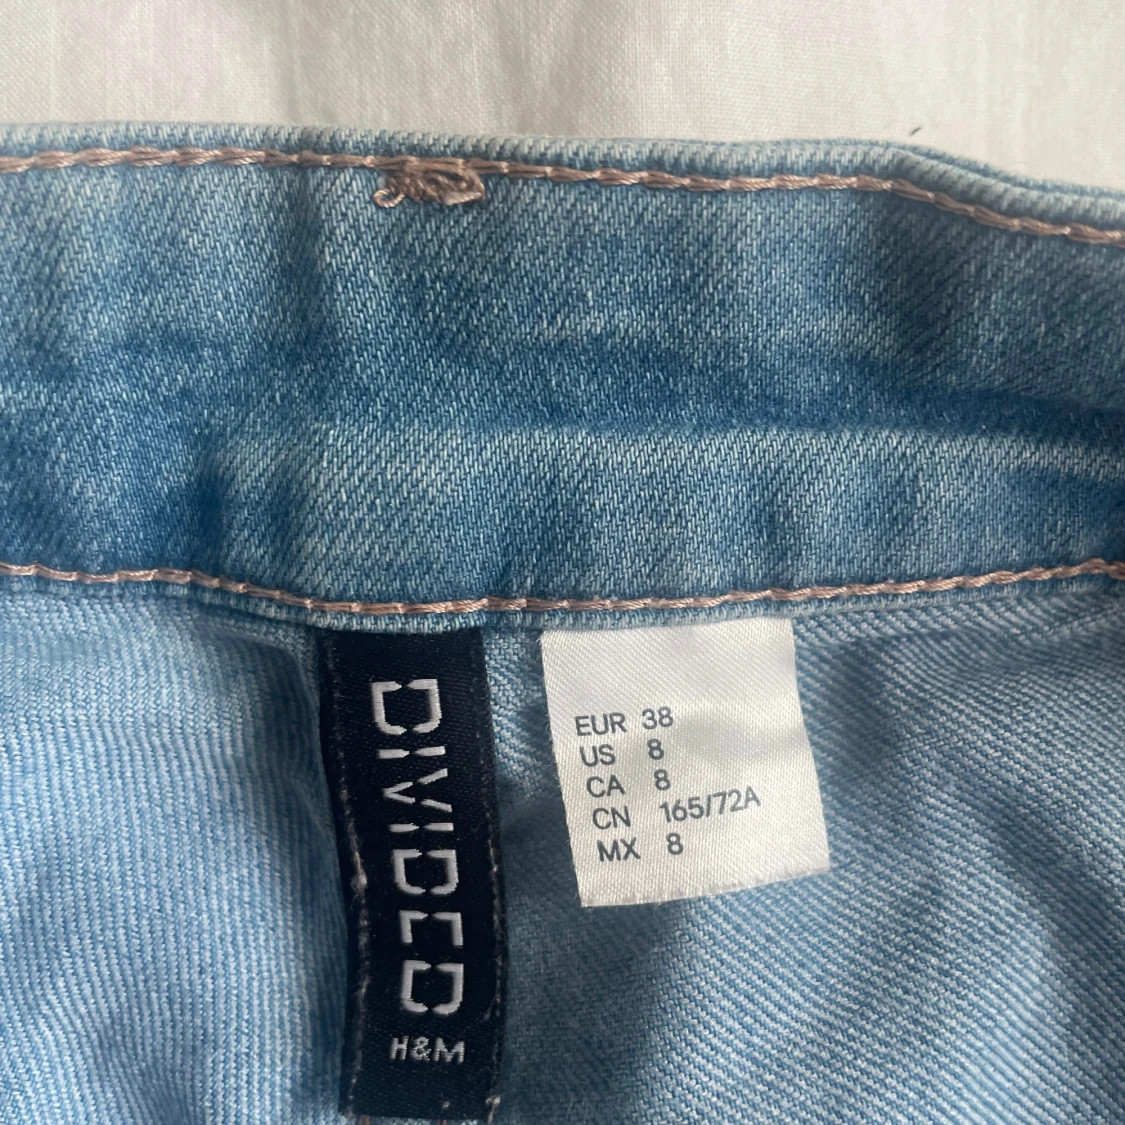 DIVIDED
H&M
EUR 38
US 8
CA 8
CN 165/72A
MX 8